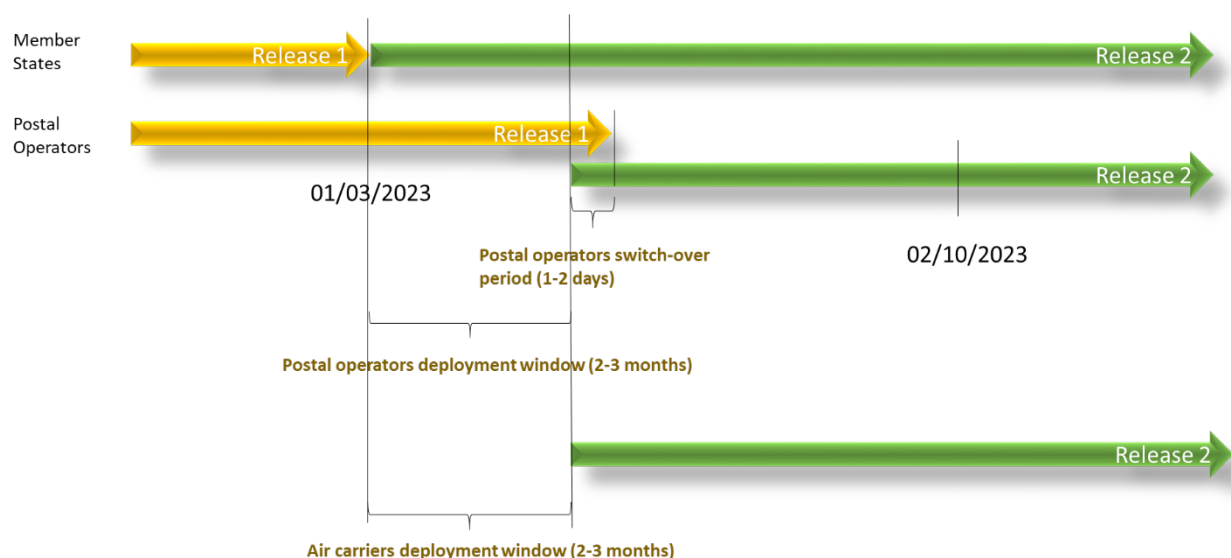 Member
States
Release 1
Release 2
Postal
Operators
Release 1
Release 2
01/03/2023
02/10/2023
Postal operators switch-over
period (1-2 days)
Postal operators deployment window (2-3 months)
Release 2
Air carriers deployment window (2-3 months)